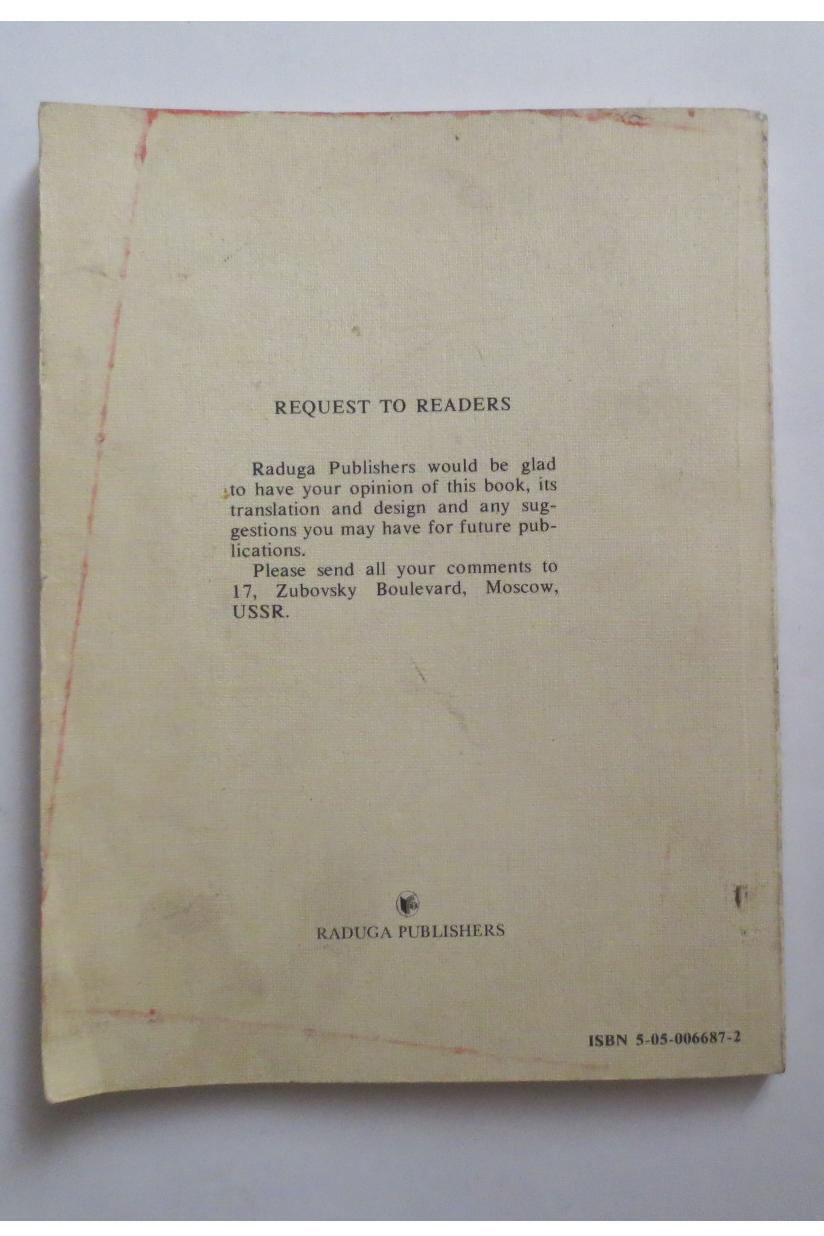 REQUEST TO READERS
Raduga Publishers would be glad
to have your opinion of this book, its
translation and design and any sug-
gestions you may have for future pub-
lications.
Please send all your comments to
17, Zubovsky Boulevard, Moscow,
USSR.
RADUGA PUBLISHERS
ISBN 5-05-006687-2